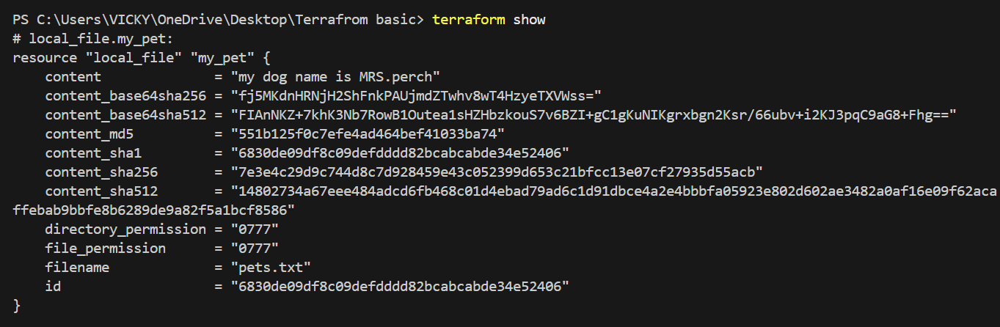 PS C:\Users\VICKY\OneDrive\Desktop\Terrafrom basic> terraform show
# local_file.my_pet:
resource "local_file" "my_pet" {
    content              = "my dog name is MRS.perch"
    content_base64sha256 = "fj5MKdnHRNjH2ShFnkPAUjmdZTwhv8wT4HzyeTXVWss="
    content_base64sha512 = "FIAnNKZ+7khK3Nb7RowB1Outea1sHZHbzkouS7v6BZI+gC1gKuNIKgrxbgn2Ksr/66ubv+i2KJ3pqC9aG8+Fhg=="
    content_md5          = "551b125f0c7efe4ad464bef41033ba74"
    content_sha1         = "6830de09df8c09defdddd82bcabcabde34e52406"
    content_sha256       = "7e3e4c29d9c744d8c7d928459e43c052399d653c21bfcc13e07cf27935d55acb"
    content_sha512       = "14802734a67eee484adcd6fb468c01d4ebad79ad6c1d91dbce4a2e4bbbfa05923e802d602ae3482a0af16e09f62aca
ffebab9bbfe8b6289de9a82f5a1bcf8586"
    directory_permission = "0777"
    file_permission      = "0777"
    filename             = "pets.txt"
    id                   = "6830de09df8c09defdddd82bcabcabde34e52406"
}